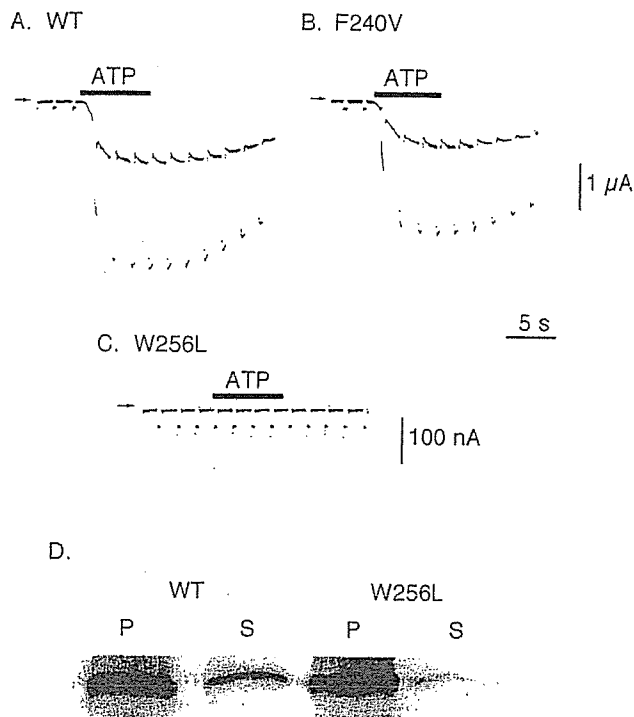 A. WT
B. F240V
ATP
ATP
1 µA
5 s
C. W256L
ATP
100 nA
D.
WT W256L
P S P S